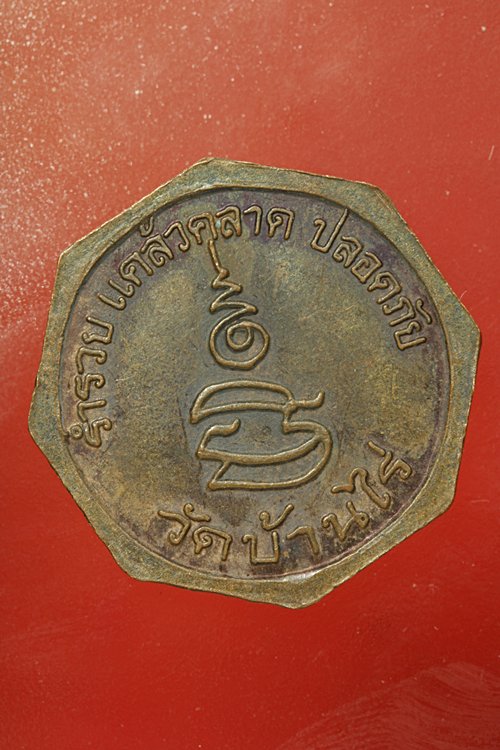 ร่ำรวบ แคล้วคลาด ปลอดภัย
วัดบ้านไร่